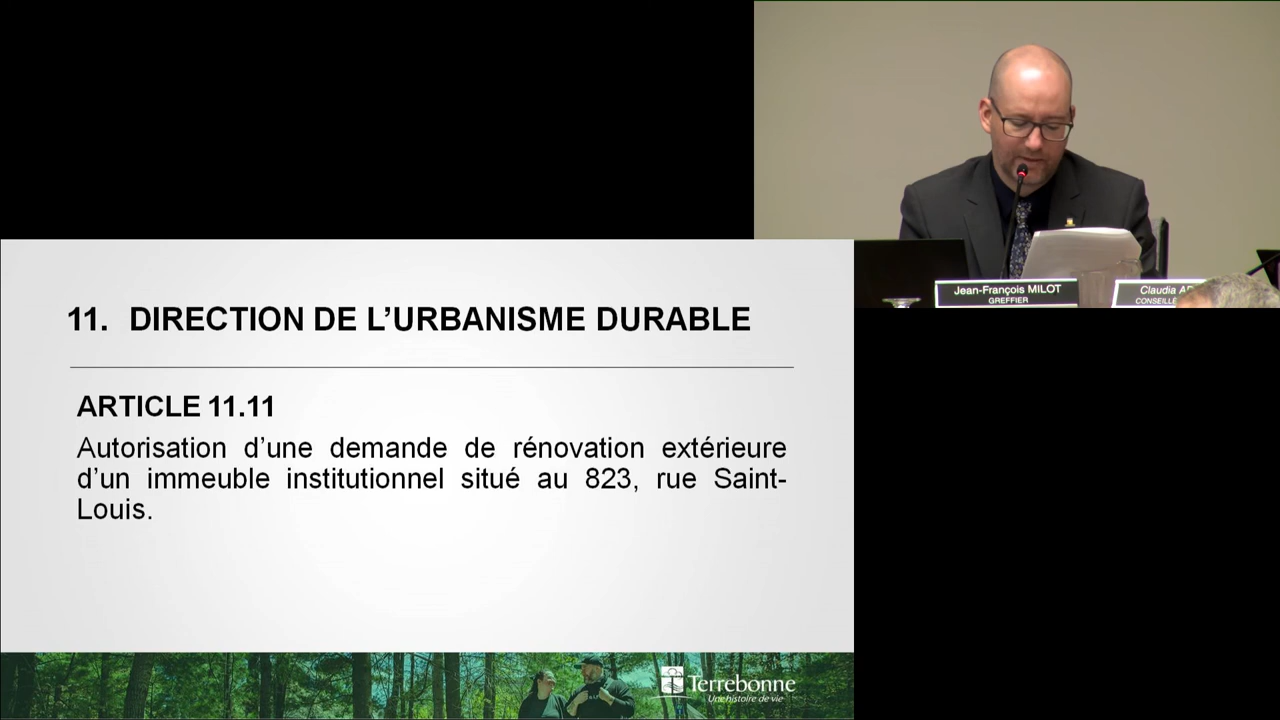 Jean-François MILOT
GREFFIER
Claudia
11. DIRECTION DE L’URBANISME DURABLE
ARTICLE 11.11
Autorisation d’une demande de rénovation extérieure
d’un immeuble institutionnel situé au 823, rue Saint-
Louis.
Terrebonne
Une histoire de vie